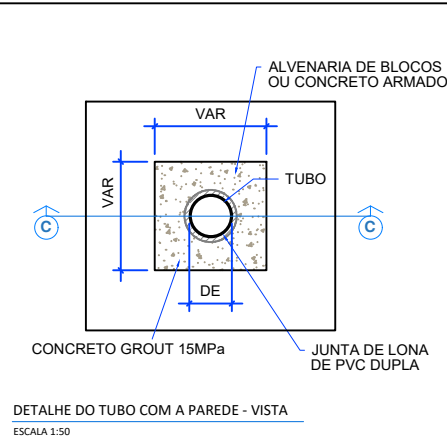 ALVENARIA DE BLOCOS
OU CONCRETO ARMADO
VAR
VAR
TUBO
C
C
DE
CONCRETO GROUT 15MPa
JUNTA DE LONA
DE PVC DUPLA
DETALHE DO TUBO COM A PAREDE - VISTA
ESCALA 1:50